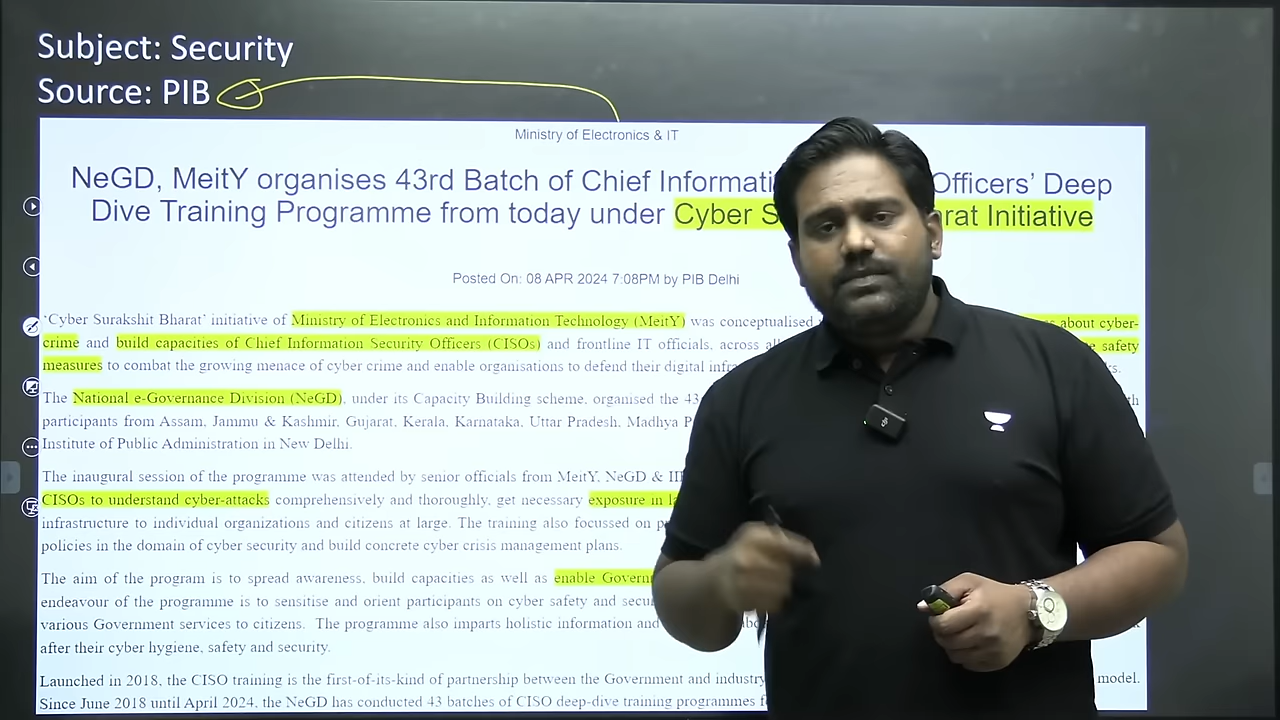 Subject: Security
Source: PIB
Ministry of Electronics & IT
NeGD, MeitY organises 43rd Batch of Chief Officers' Deep
Dive Training Programme from today under Cyber Initiative
Posted On: 08 APR 2024 7:08PM by PIB Delhi
'Cyber Surakshit Bharat' initiative of Ministry of Electronics and Information Technology (MeitY) was conceptualised about cyber-
crime and build capacities of Chief Information Security Officers (CISOs) and frontline IT officials, across safety
measures to combat the growing menace of cyber crime and enable organisations to defend their digital
The National e-Governance Division (NeGD), under its Capacity Building scheme, organised the
participants from Assam, Jammu & Kashmir, Gujarat, Kerala, Karnataka, Uttar Pradesh, Madhya
Institute of Public Administration in New Delhi.
The inaugural session of the programme was attended by senior officials from MeitY, NeGD &
CISOs to understand cyber-attacks comprehensively and thoroughly, get necessary exposure in
infrastructure to individual organizations and citizens at large. The training also focussed on
policies in the domain of cyber security and build concrete cyber crisis management plans.
The aim of the program is to spread awareness, build capacities as well as enable
endeavour of the programme is to sensitise and orient participants on cyber safety and
various Government services to citizens. The programme also imparts holistic information and
after their cyber hygiene, safety and security.
Launched in 2018, the CISO training is the first-of-its-kind of partnership between the Government and industry model.
Since June 2018 until April 2024, the NeGD has conducted 43 batches of CISO deep-dive training programmes